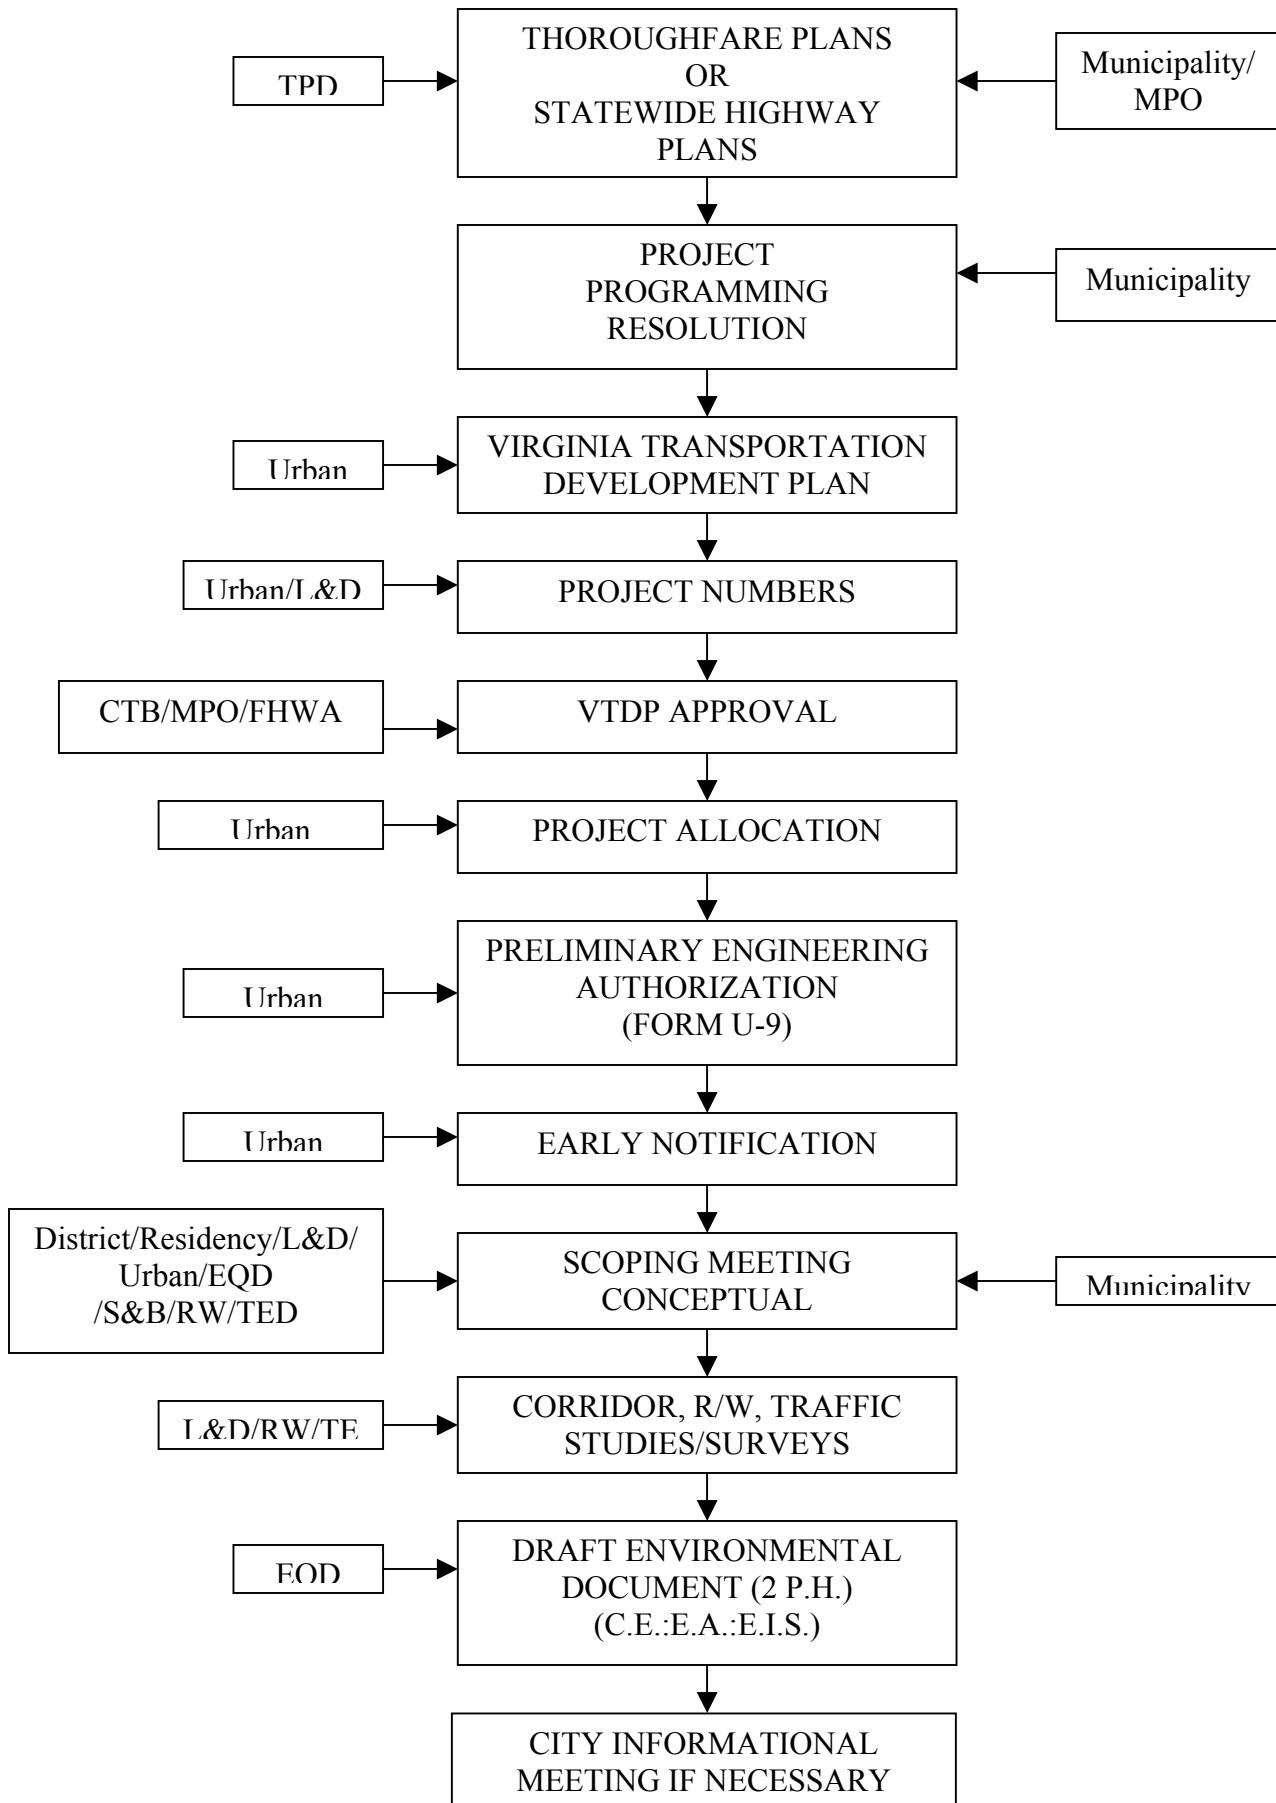 THOROUGHFARE PLANS
OR
STATEWIDE HIGHWAY
PLANS
TPD
Municipality/
MPO
PROJECT
PROGRAMMING
RESOLUTION
Municipality
Urban
VIRGINIA TRANSPORTATION
DEVELOPMENT PLAN
Urban/L&D
PROJECT NUMBERS
CTB/MPO/FHWA
VTDP APPROVAL
Urban
PROJECT ALLOCATION
Urban
PRELIMINARY ENGINEERING
AUTHORIZATION
(FORM U-9)
Urban
EARLY NOTIFICATION
District/Residency/L&D/
Urban/EQD
/S&B/RW/TED
SCOPING MEETING
CONCEPTUAL
Municipality
L&D/RW/TE
CORRIDOR, R/W, TRAFFIC
STUDIES/SURVEYS
EQD
DRAFT ENVIRONMENTAL
DOCUMENT (2 P.H.)
(C.E.:E.A.:E.I.S.)
CITY INFORMATIONAL
MEETING IF NECESSARY